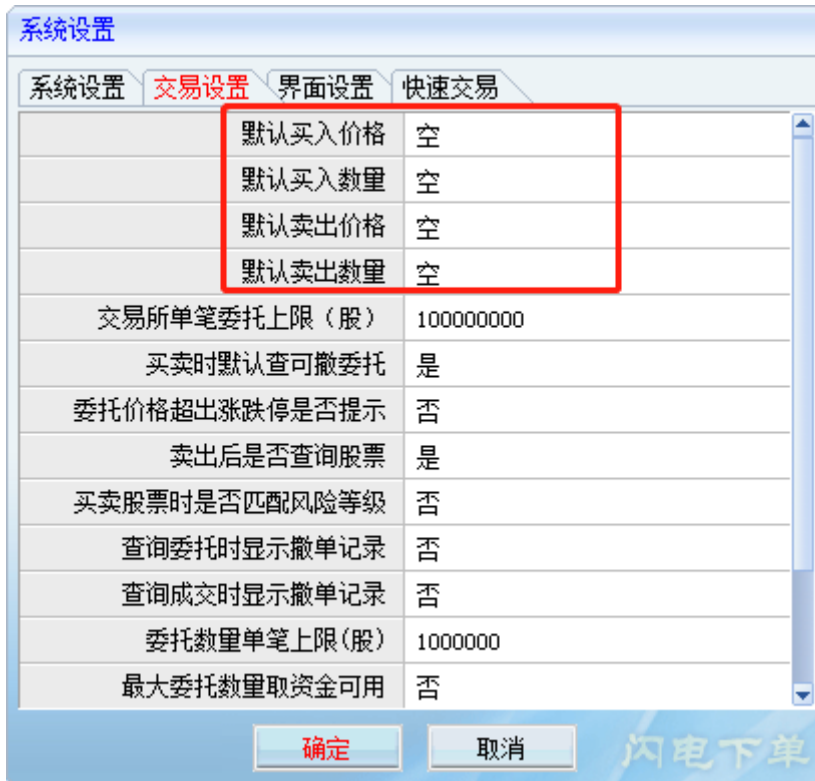 系统设置
系统设置 交易设置 界面设置 快速交易
默认买入价格 空
默认买入数量 空
默认卖出价格 空
默认卖出数量 空
交易所单笔委托上限（股） 100000000
买卖时默认查可撤委托 是
委托价格超出涨跌停是否提示 否
卖出后是否查询股票 是
买卖股票时是否匹配风险等级 否
查询委托时显示撤单记录 否
查询成交时显示撤单记录 否
委托数量单笔上限(股) 1000000
最大委托数量取资金可用 否
确定 取消 闪电下单